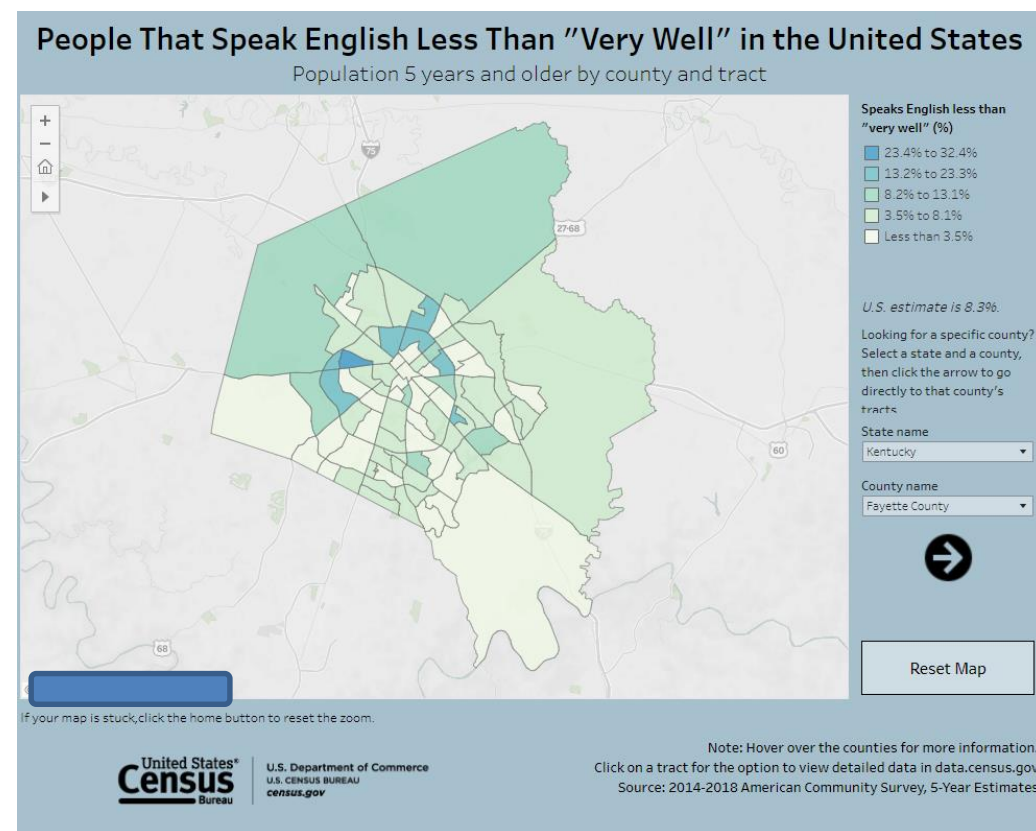 People That Speak English Less Than "Very Well" in the United States
Population 5 years and older by county and tract
+
−
75
27-68
60
68
Speaks English less than
"very well" (%)
23.4% to 32.4%
13.2% to 23.3%
8.2% to 13.1%
3.5% to 8.1%
Less than 3.5%
U.S. estimate is 8.3%.
Looking for a specific county?
Select a state and a county,
then click the arrow to go
directly to that county's
tracts
State name
Kentucky
County name
Fayette County
Reset Map
If your map is stuck,click the home button to reset the zoom.
United States®
Census
Bureau
U.S. Department of Commerce
U.S. CENSUS BUREAU
census.gov
Note: Hover over the counties for more information.
Click on a tract for the option to view detailed data in data.census.gov
Source: 2014-2018 American Community Survey, 5-Year Estimates